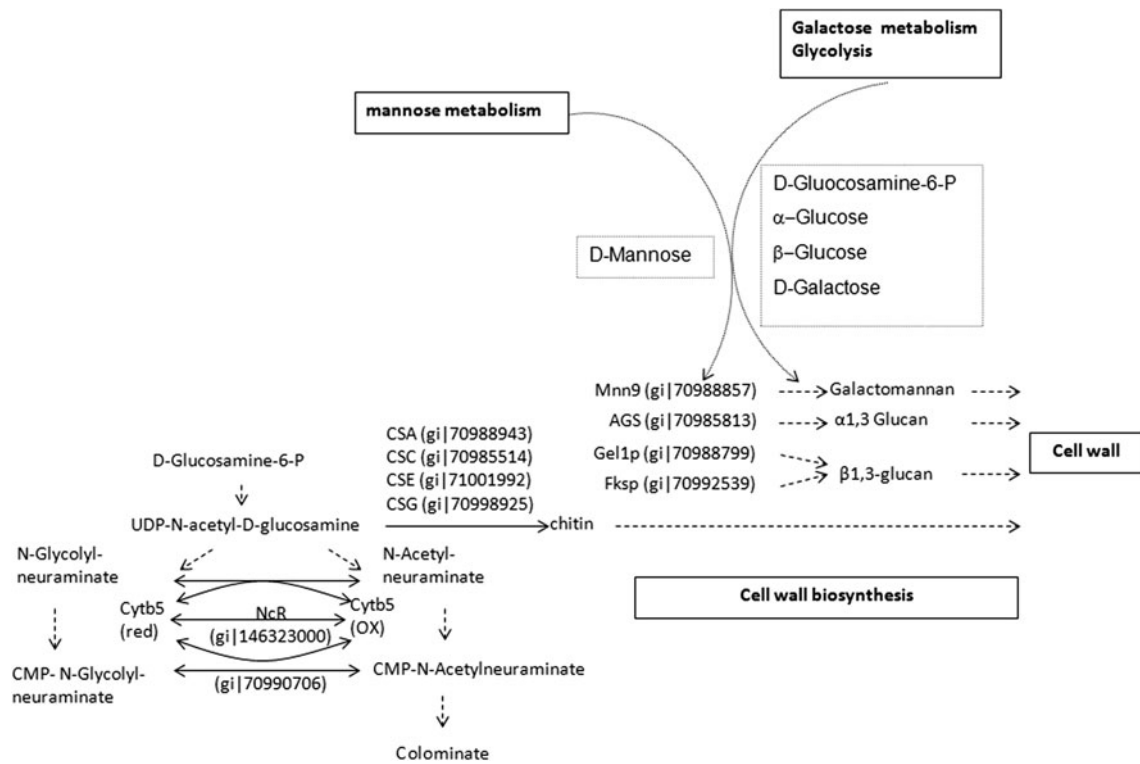 Galactose metabolism
Glycolysis
mannose metabolism
D-Gluocosamine-6-P
α–Glucose
β–Glucose
D-Galactose
D-Mannose
Mnn9 (gi|70988857)
Galactomannan
AGS (gi|70985813)
α1,3 Glucan
Gel1p (gi|70988799)
Fksp (gi|70992539)
β1,3-glucan
Cell wall
CSA (gi|70988943)
CSC (gi|70985514)
CSE (gi|71001992)
CSG (gi|70998925)
D-Glucosamine-6-P
UDP-N-acetyl-D-glucosamine
chitin
N-Glycolyl-
neuraminate
N-Acetyl-
neuraminate
Cytb5
(red)
NcR
(gi|146323000)
Cytb5
(OX)
CMP- N-Glycolyl-
neuraminate
(gi|70990706)
CMP-N-Acetylneuraminate
Colominate
Cell wall biosynthesis